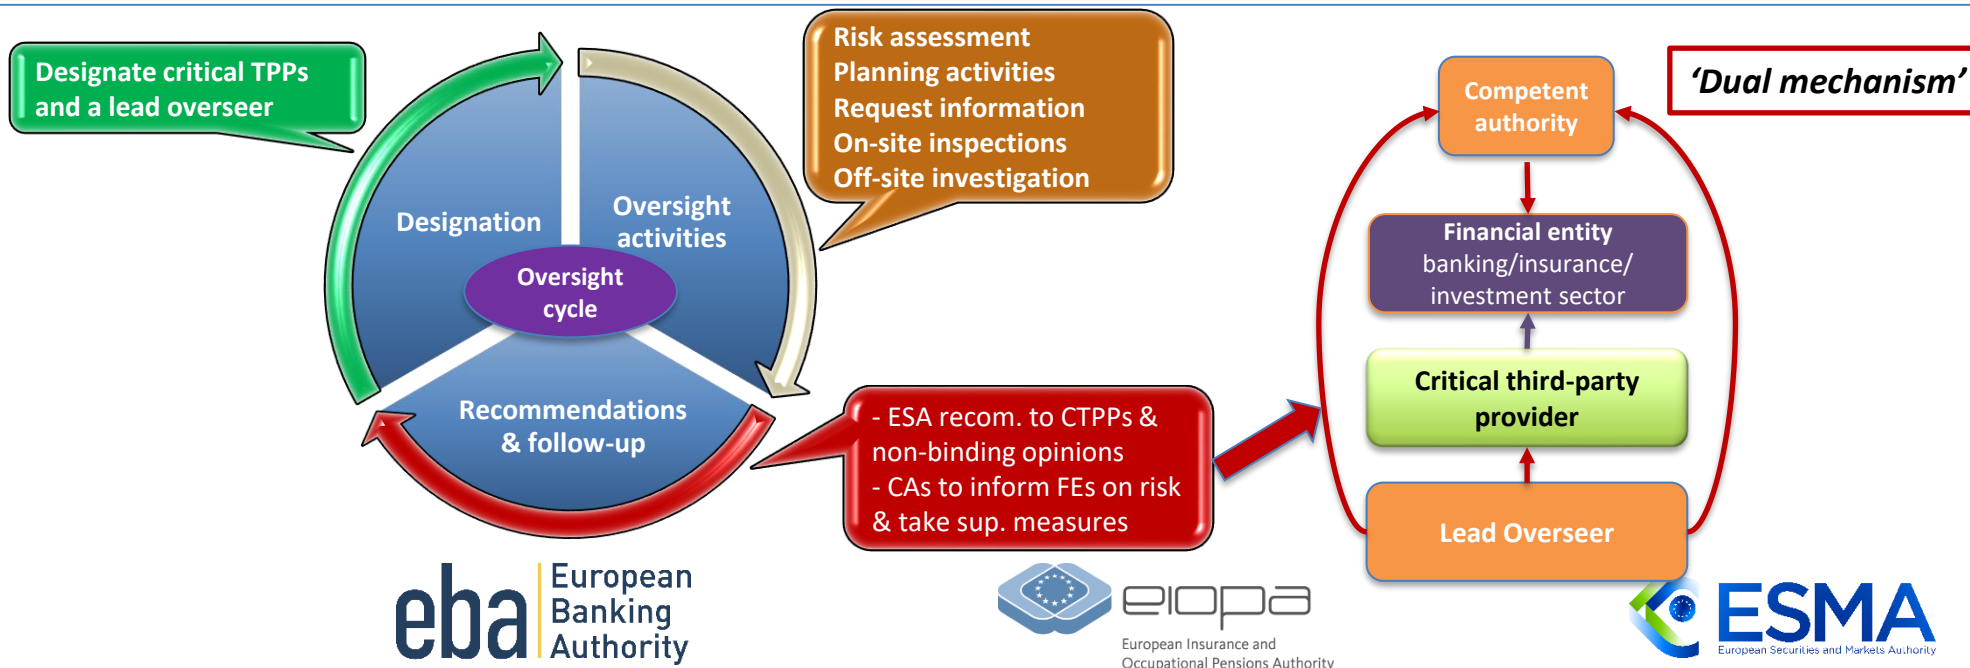 Designate critical TPPs
and a lead overseer
Risk assessment
Planning activities
Request information
On-site inspections
Off-site investigation
Designation
Oversight
activities
Oversight
cycle
Recommendations
& follow-up
- ESA recom. to CTPPs &
non-binding opinions
- CAs to inform FEs on risk
& take sup. measures
‘Dual mechanism’
Competent
authority
Financial entity
banking/insurance/
investment sector
Critical third-party
provider
Lead Overseer
eba
European
Banking
Authority
eiopa
European Insurance and
Occupational Pensions Authority
ESMA
European Securities and Markets Authority